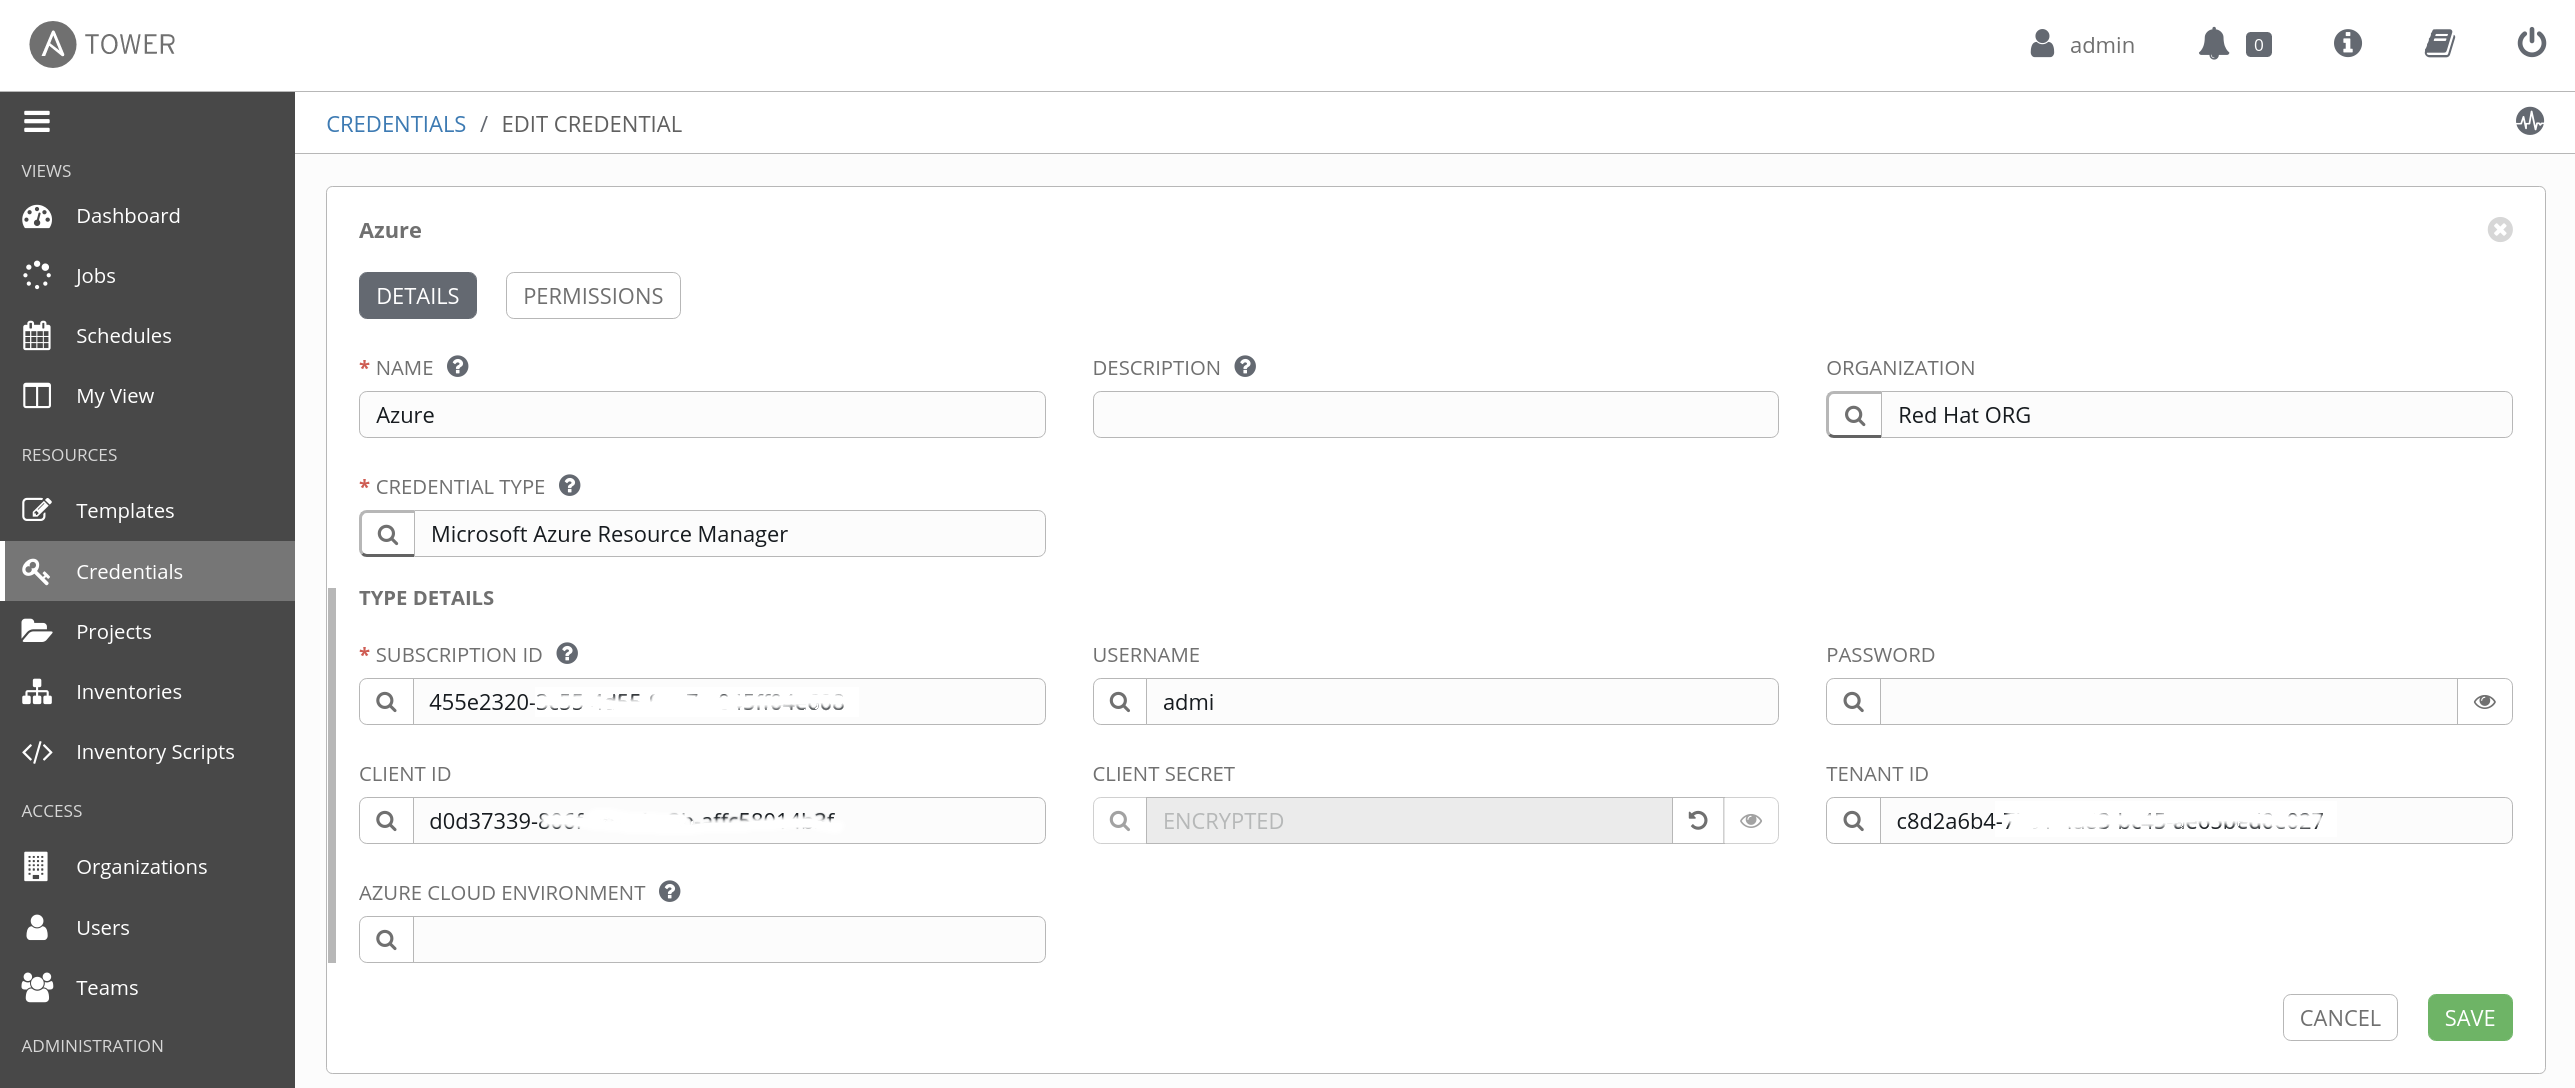 TOWER
admin
0
CREDENTIALS / EDIT CREDENTIAL
VIEWS
Dashboard
Jobs
Schedules
My View
RESOURCES
Templates
Credentials
Projects
Inventories
Inventory Scripts
ACCESS
Organizations
Users
Teams
ADMINISTRATION
Azure
DETAILS PERMISSIONS
* NAME ? DESCRIPTION ? ORGANIZATION
Azure Red Hat ORG
* CREDENTIAL TYPE ?
Microsoft Azure Resource Manager
TYPE DETAILS
* SUBSCRIPTION ID ? USERNAME PASSWORD
455e2320- admi
CLIENT ID CLIENT SECRET TENANT ID
d0d37339- ENCRYPTED c8d2a6b4-
AZURE CLOUD ENVIRONMENT ?
CANCEL SAVE